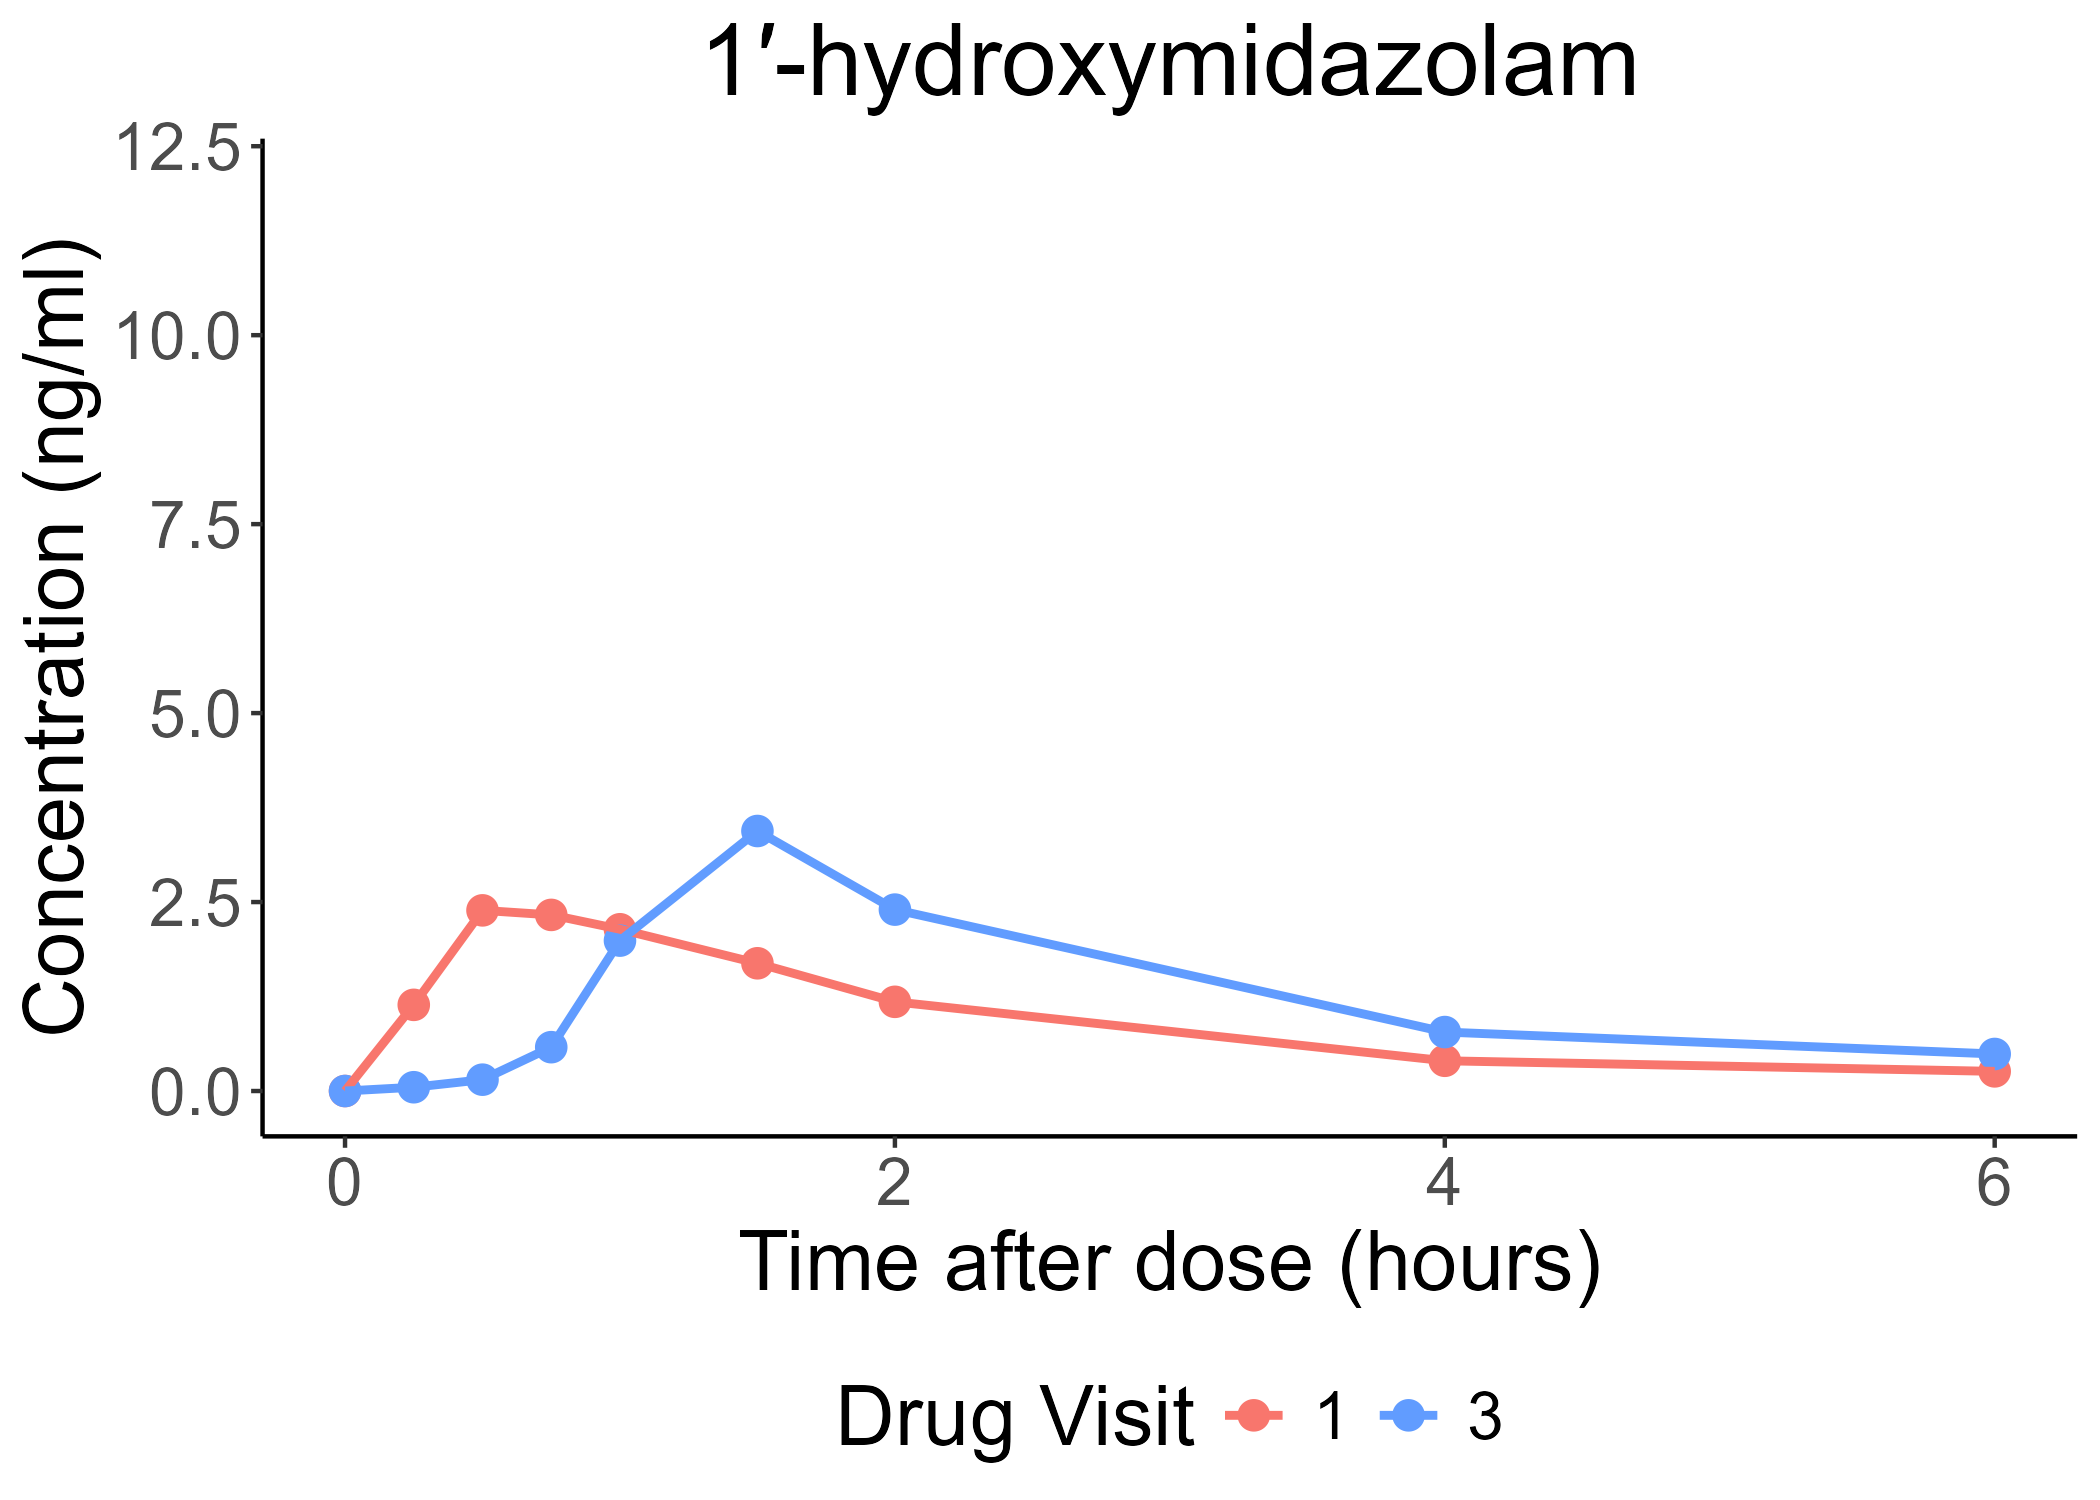 1′-hydroxymidazolam
Concentration (ng/ml)
12.5
10.0
7.5
5.0
2.5
0.0
0 2 4 6
Time after dose (hours)
Drug Visit 1 3